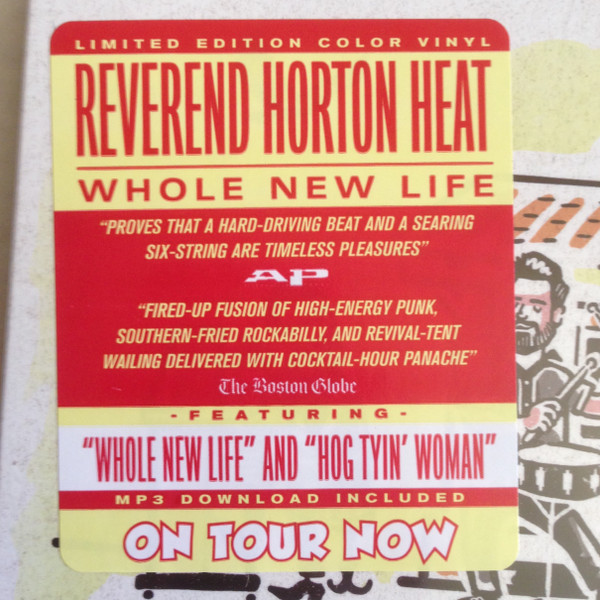 LIMITED EDITION COLOR VINYL
REVEREND HORTON HEAT
WHOLE NEW LIFE
“PROVES THAT A HARD-DRIVING BEAT AND A SEARING
SIX-STRING ARE TIMELESS PLEASURES”
AP
“FIRED-UP FUSION OF HIGH-ENERGY PUNK,
SOUTHERN-FRIED ROCKABILLY, AND REVIVAL-TENT
WAILING DELIVERED WITH COCKTAIL-HOUR PANACHE”
The Boston Globe
-FEATURING-
“WHOLE NEW LIFE” AND “HOG TYIN’ WOMAN”
MP3 DOWNLOAD INCLUDED
ON TOUR NOW